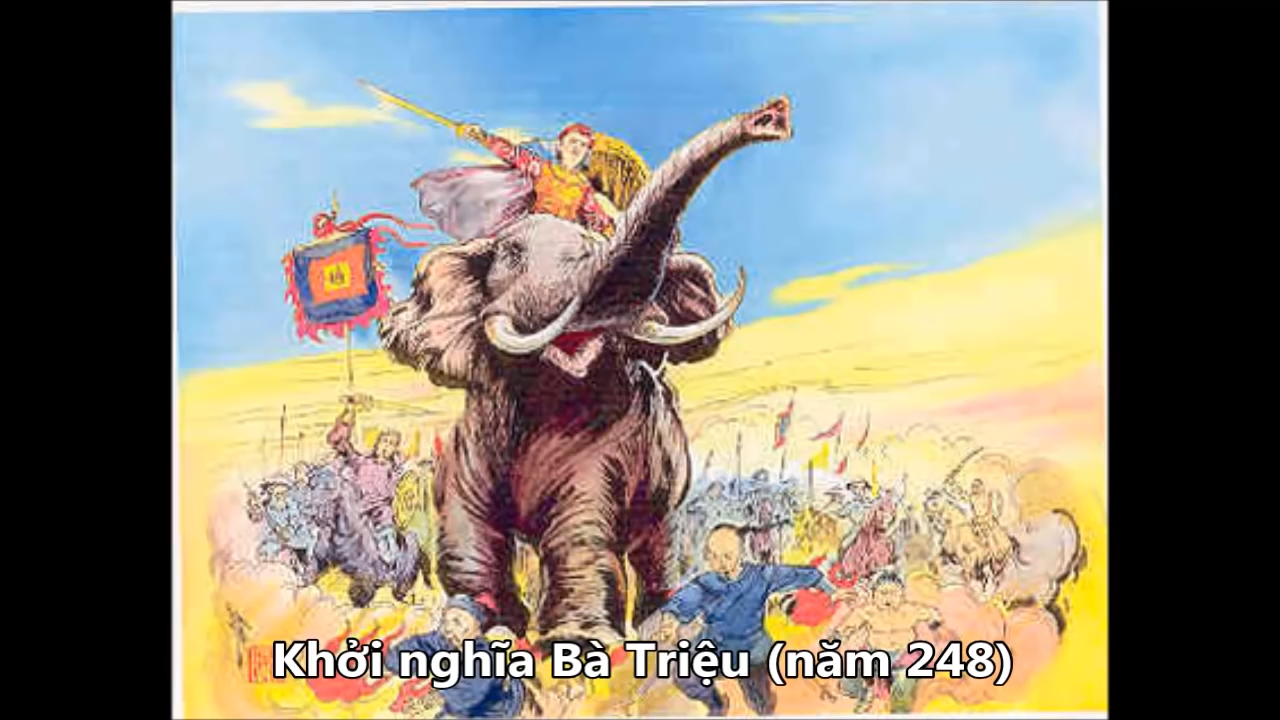 Khởi nghĩa Bà Triệu (năm 248)